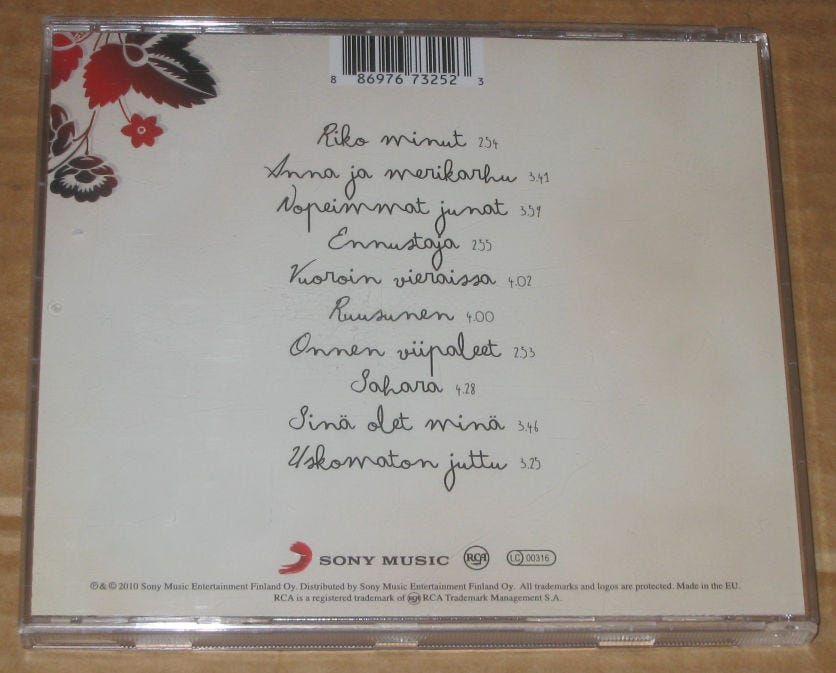 8 86976 73252 3
Riko minut 2.54
Anna ja merikarhu 3.41
Nopeimmat junat 3.59
Ennustaja 2.55
Vuoroin vieraissa 4.02
Ruusunen 4.00
Onnen viipaleet 2.53
Sahara 4.28
Sinä olet minä 3.46
Uskomaton juttu 3.25
SONY MUSIC RCA LC 00316
℗ & © 2010 Sony Music Entertainment Finland Oy. Distributed by Sony Music Entertainment Finland Oy. All trademarks and logos are protected. Made in the EU.
RCA is a registered trademark of RCA RCA Trademark Management S.A.